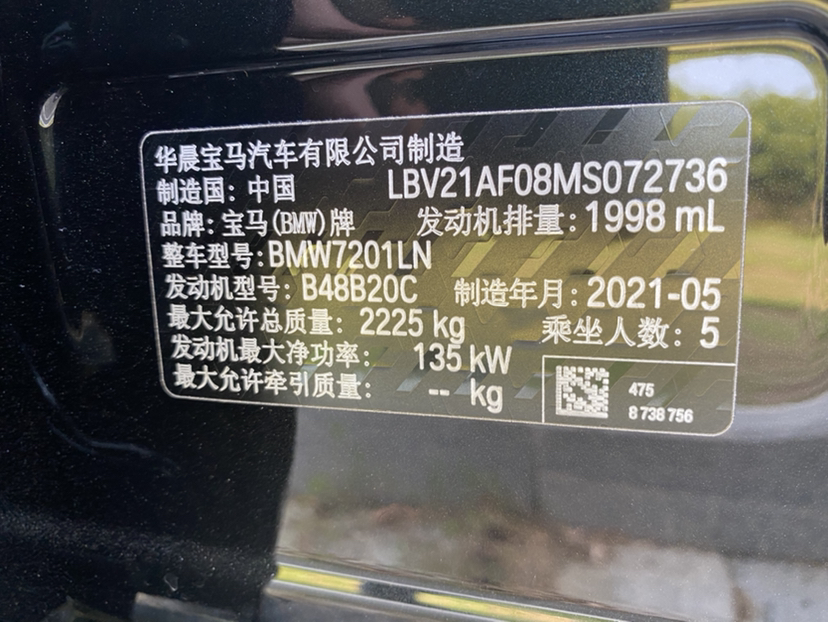 华晨宝马汽车有限公司制造
制造国: 中国 LBV21AF08MS072736
品牌: 宝马(BMW)牌 发动机排量: 1998 mL
整车型号: BMW7201LN
发动机型号: B48B20C 制造年月: 2021-05
最大允许总质量: 2225 kg 乘坐人数: 5
发动机最大净功率: 135 kW
最大允许牵引质量: -- kg
475
8 738 756